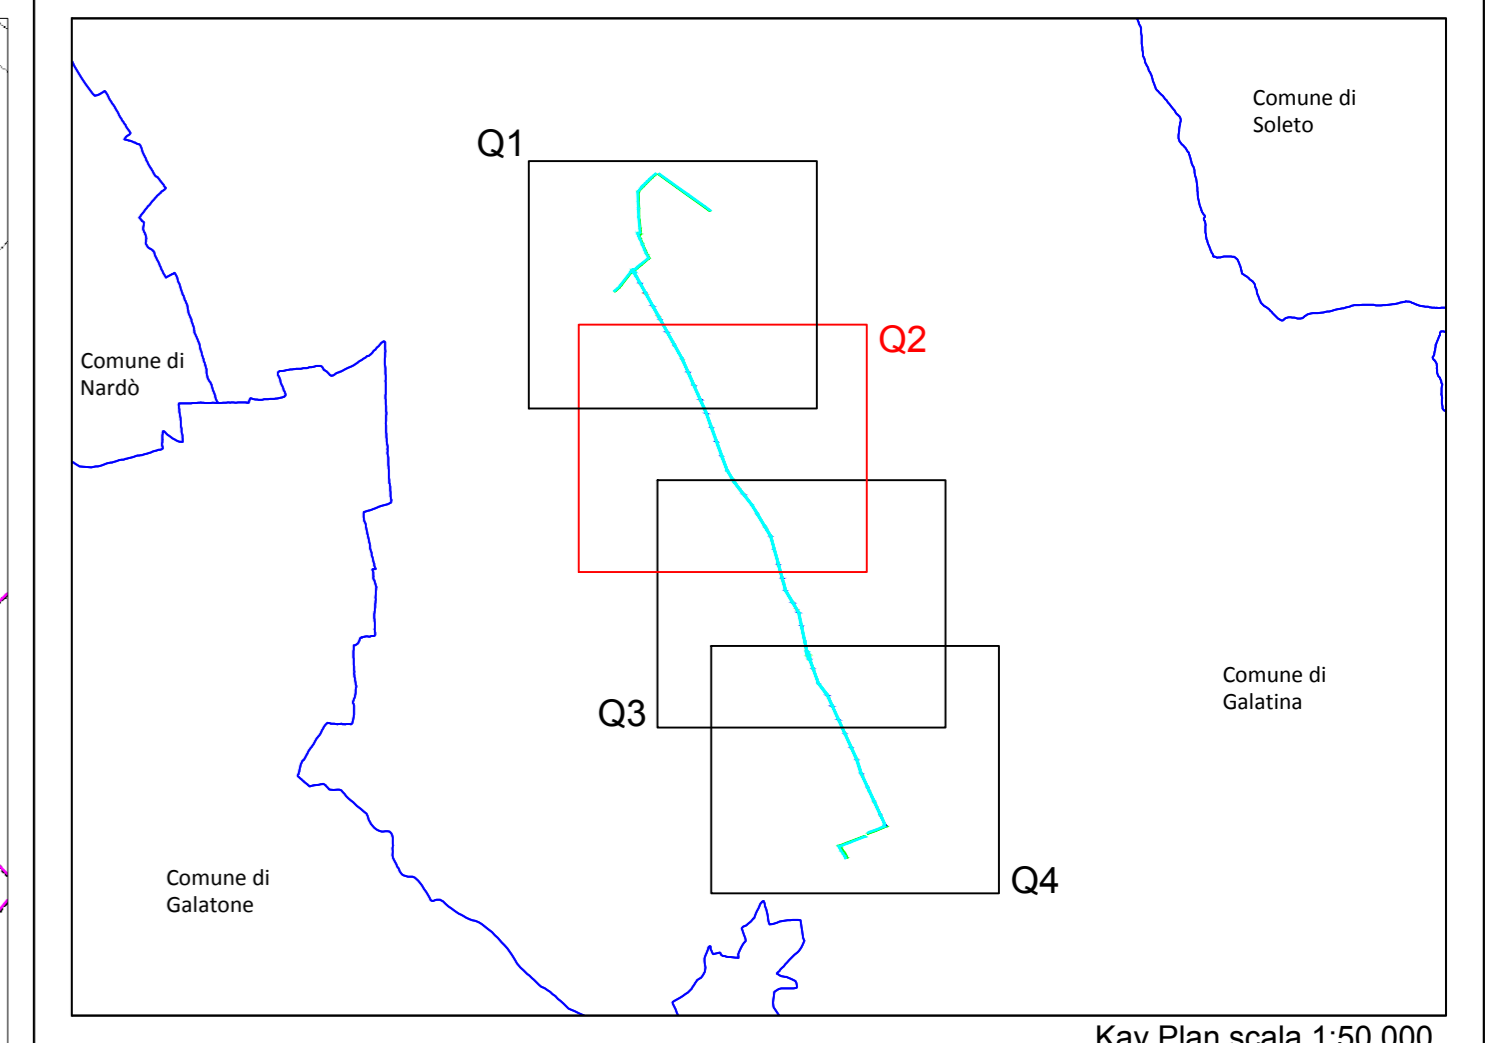 Comune di
Soleto
Q1
Q2
Comune di
Nardò
Comune di
Galatina
Q3
Comune di
Galatone
Q4
Kay Plan scala 1:50.000